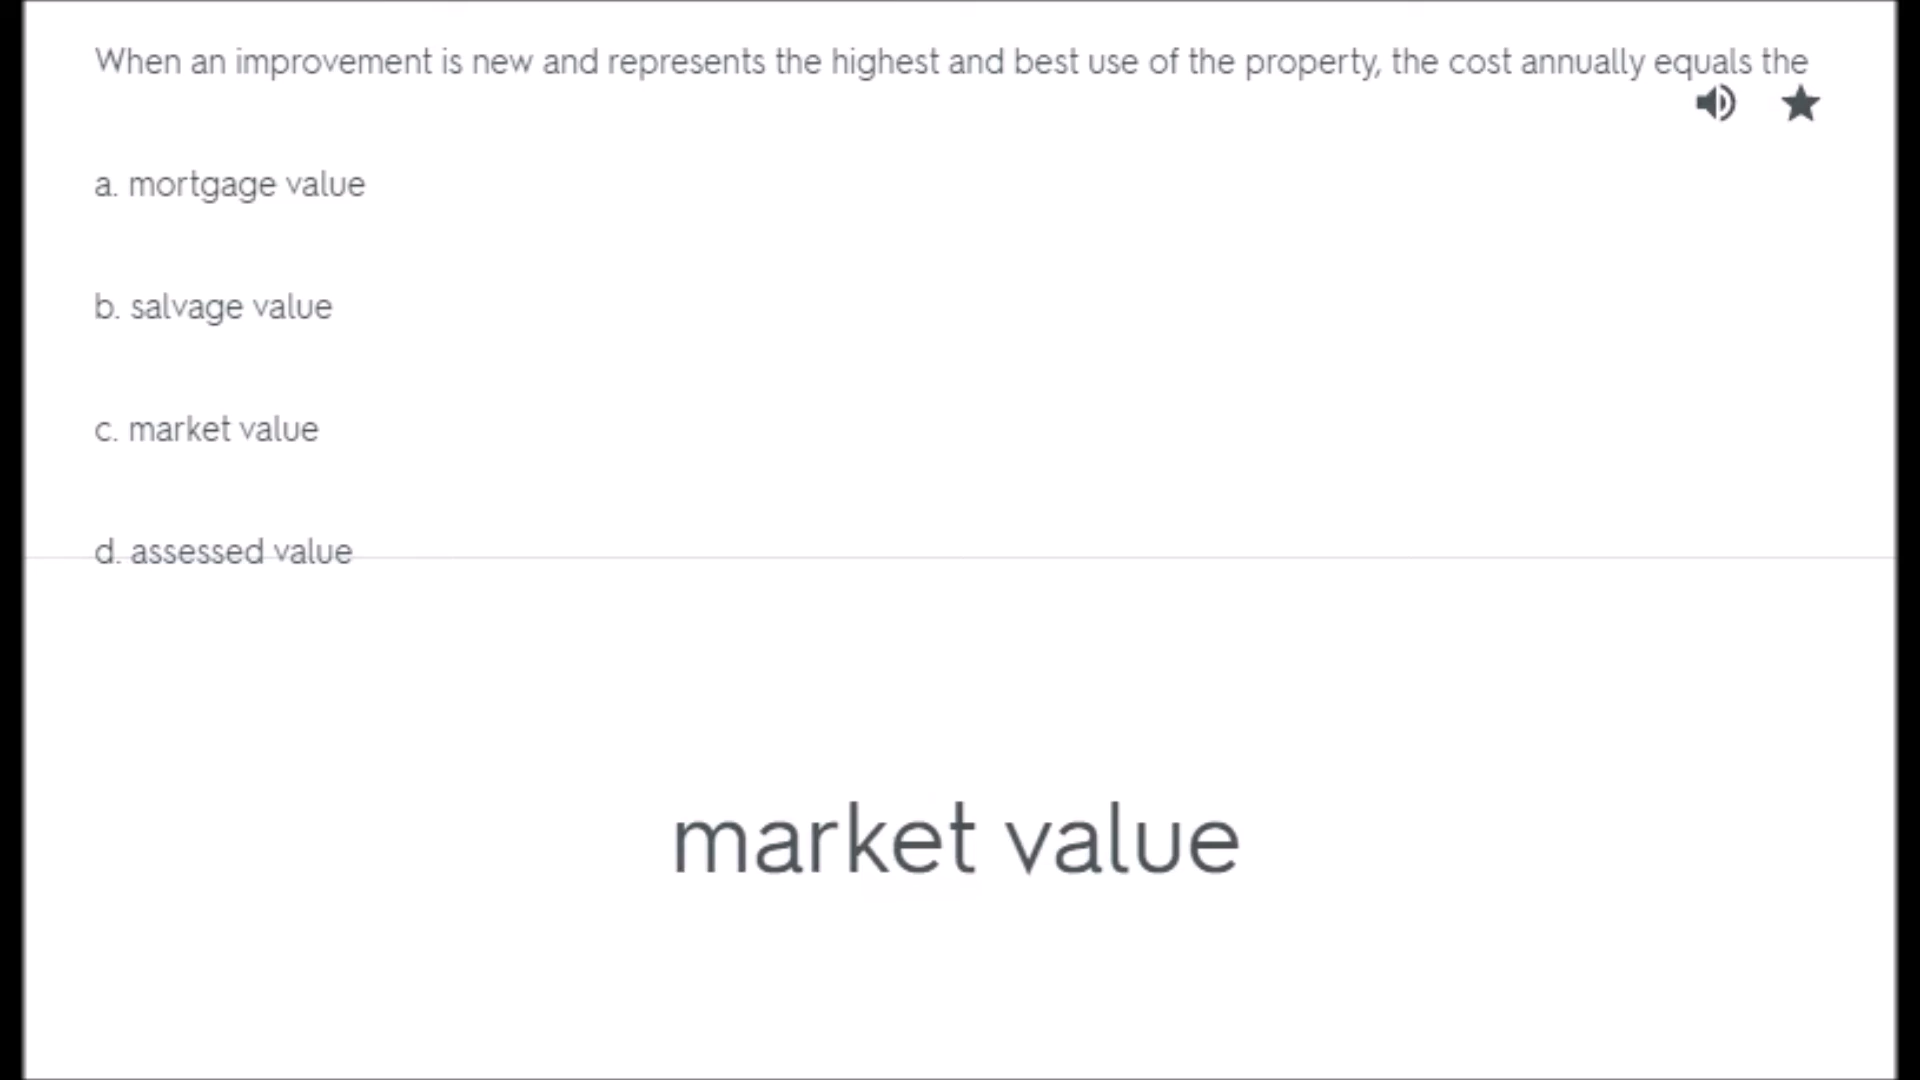 When an improvement is new and represents the highest and best use of the property, the cost annually equals the
a. mortgage value
b. salvage value
c. market value
d. assessed value
market value